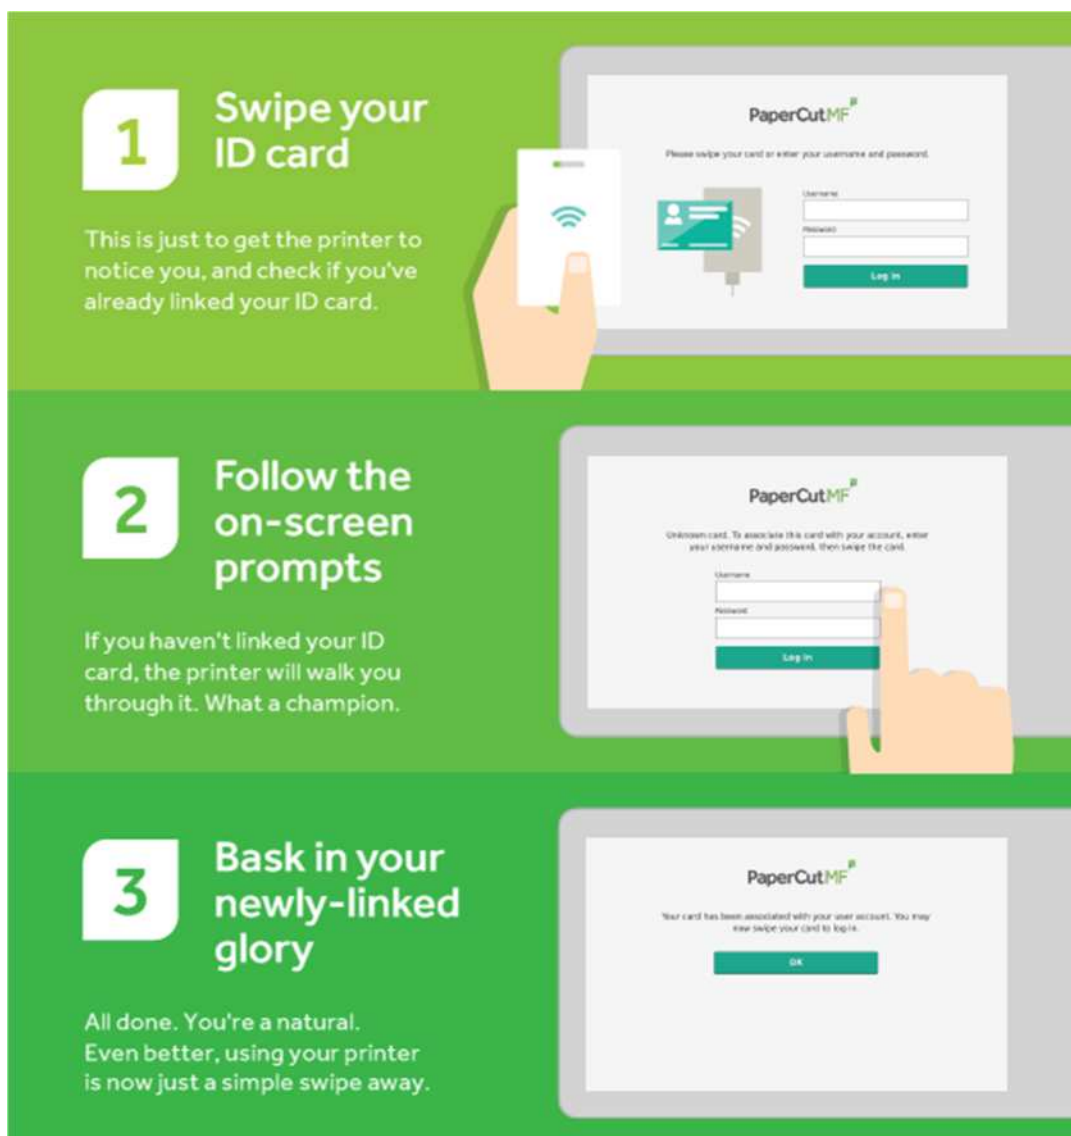 1
Swipe your
ID card
This is just to get the printer to
notice you, and check if you've
already linked your ID card.
PaperCutMF
Please swipe your card or enter your username and password.
Username
Password
Log in
2
Follow the
on-screen
prompts
If you haven't linked your ID
card, the printer will walk you
through it. What a champion.
PaperCutMF
Unknown card. To associate this card with your account, enter
your username and password, then swipe the card.
Username
Password
Log in
3
Bask in your
newly-linked
glory
All done. You're a natural.
Even better, using your printer
is now just a simple swipe away.
PaperCutMF
Your card has been associated with your user account. You may
now swipe your card to log in.
OK